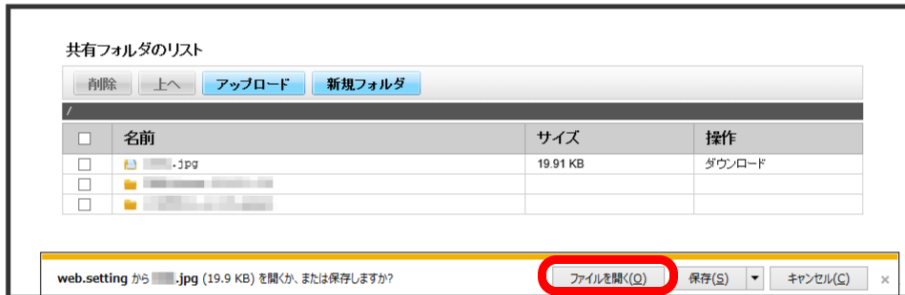 共有フォルダのリスト
削除 上へ アップロード 新規フォルダ
/
名前 サイズ 操作
.jpg 19.91 KB ダウンロード
web.setting から .jpg (19.9 KB) を開くか、または保存しますか? ファイルを開く(O) 保存(S) ▼ キャンセル(C) ×